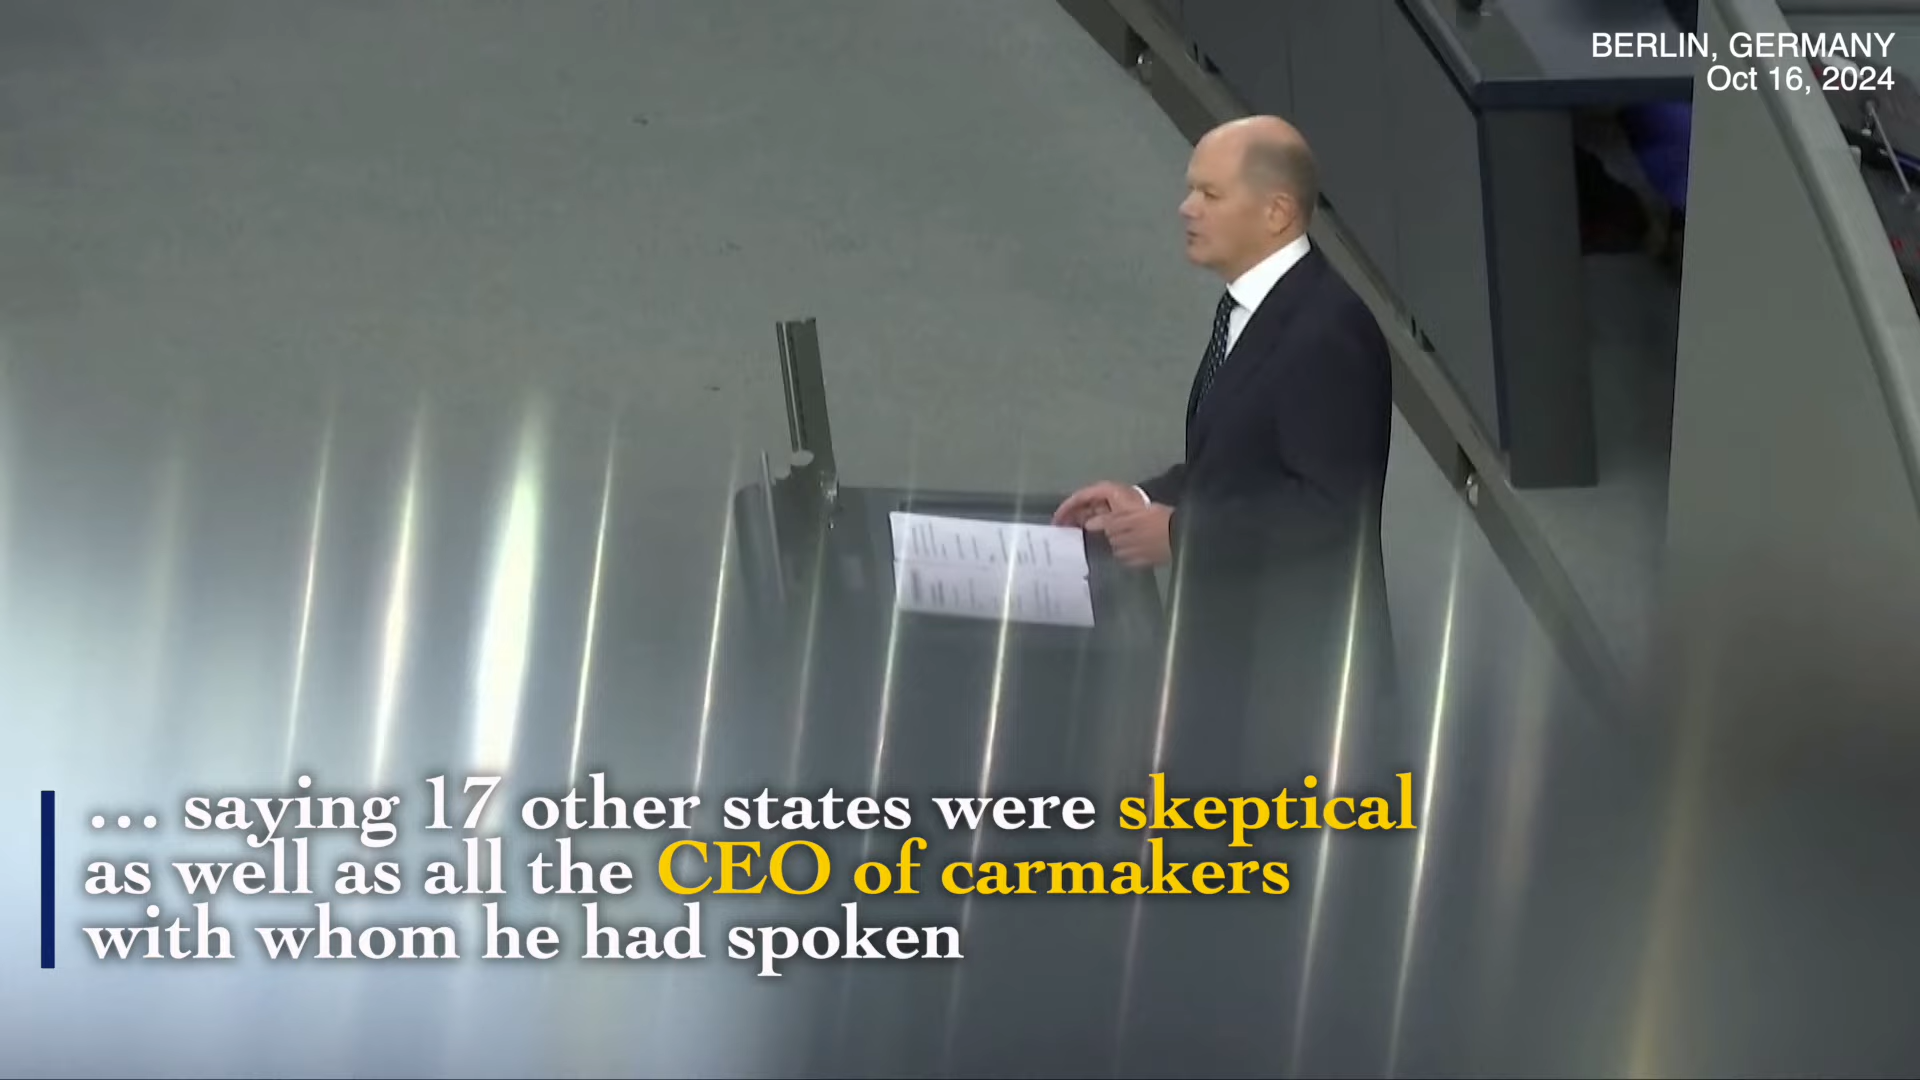 BERLIN, GERMANY
Oct 16, 2024
... saying 17 other states were skeptical
as well as all the CEO of carmakers
with whom he had spoken